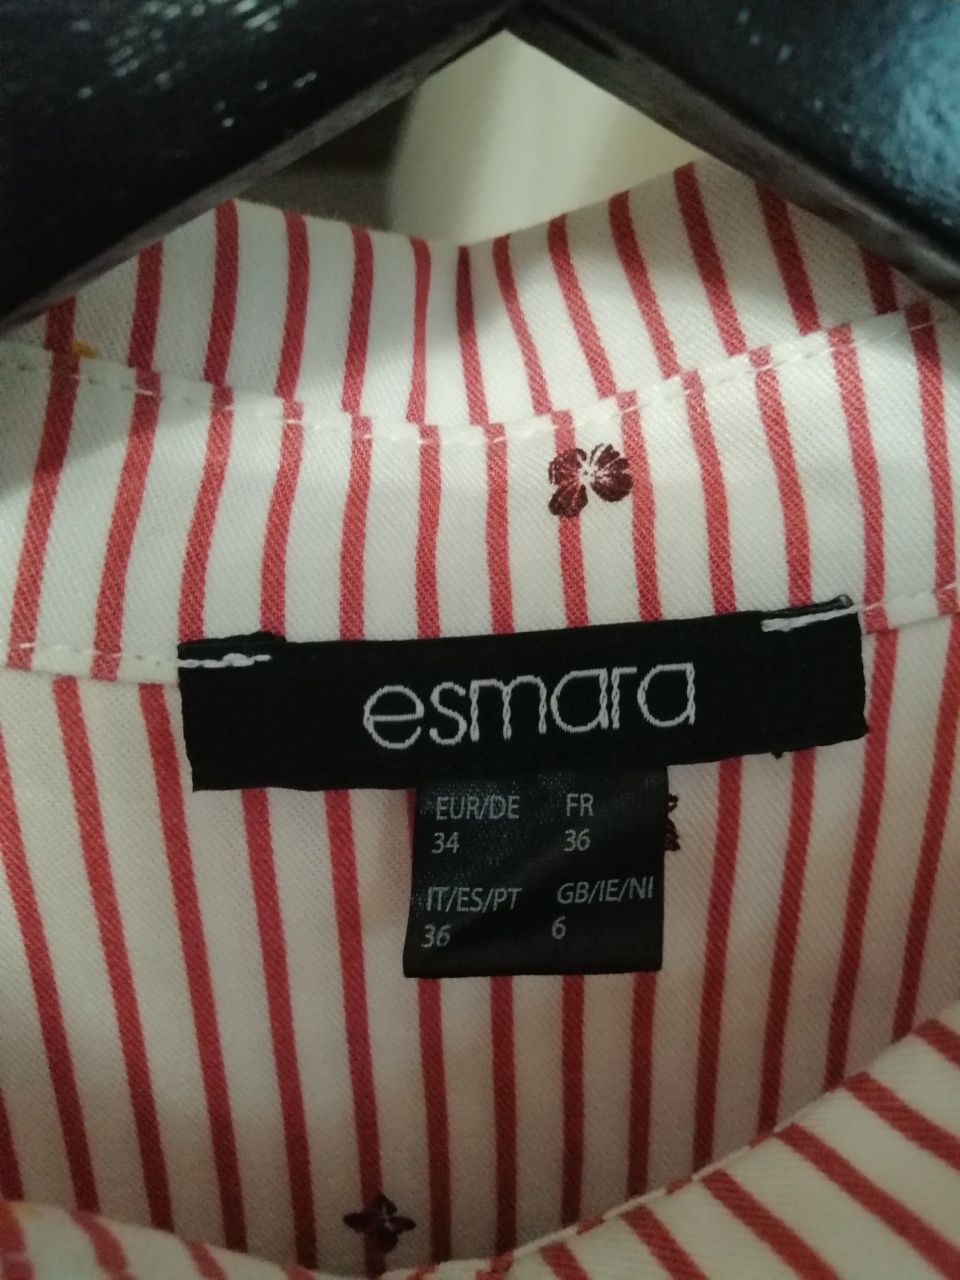 esmara
EUR/DE FR
34 36
IT/ES/PT GB/IE/NI
36 6